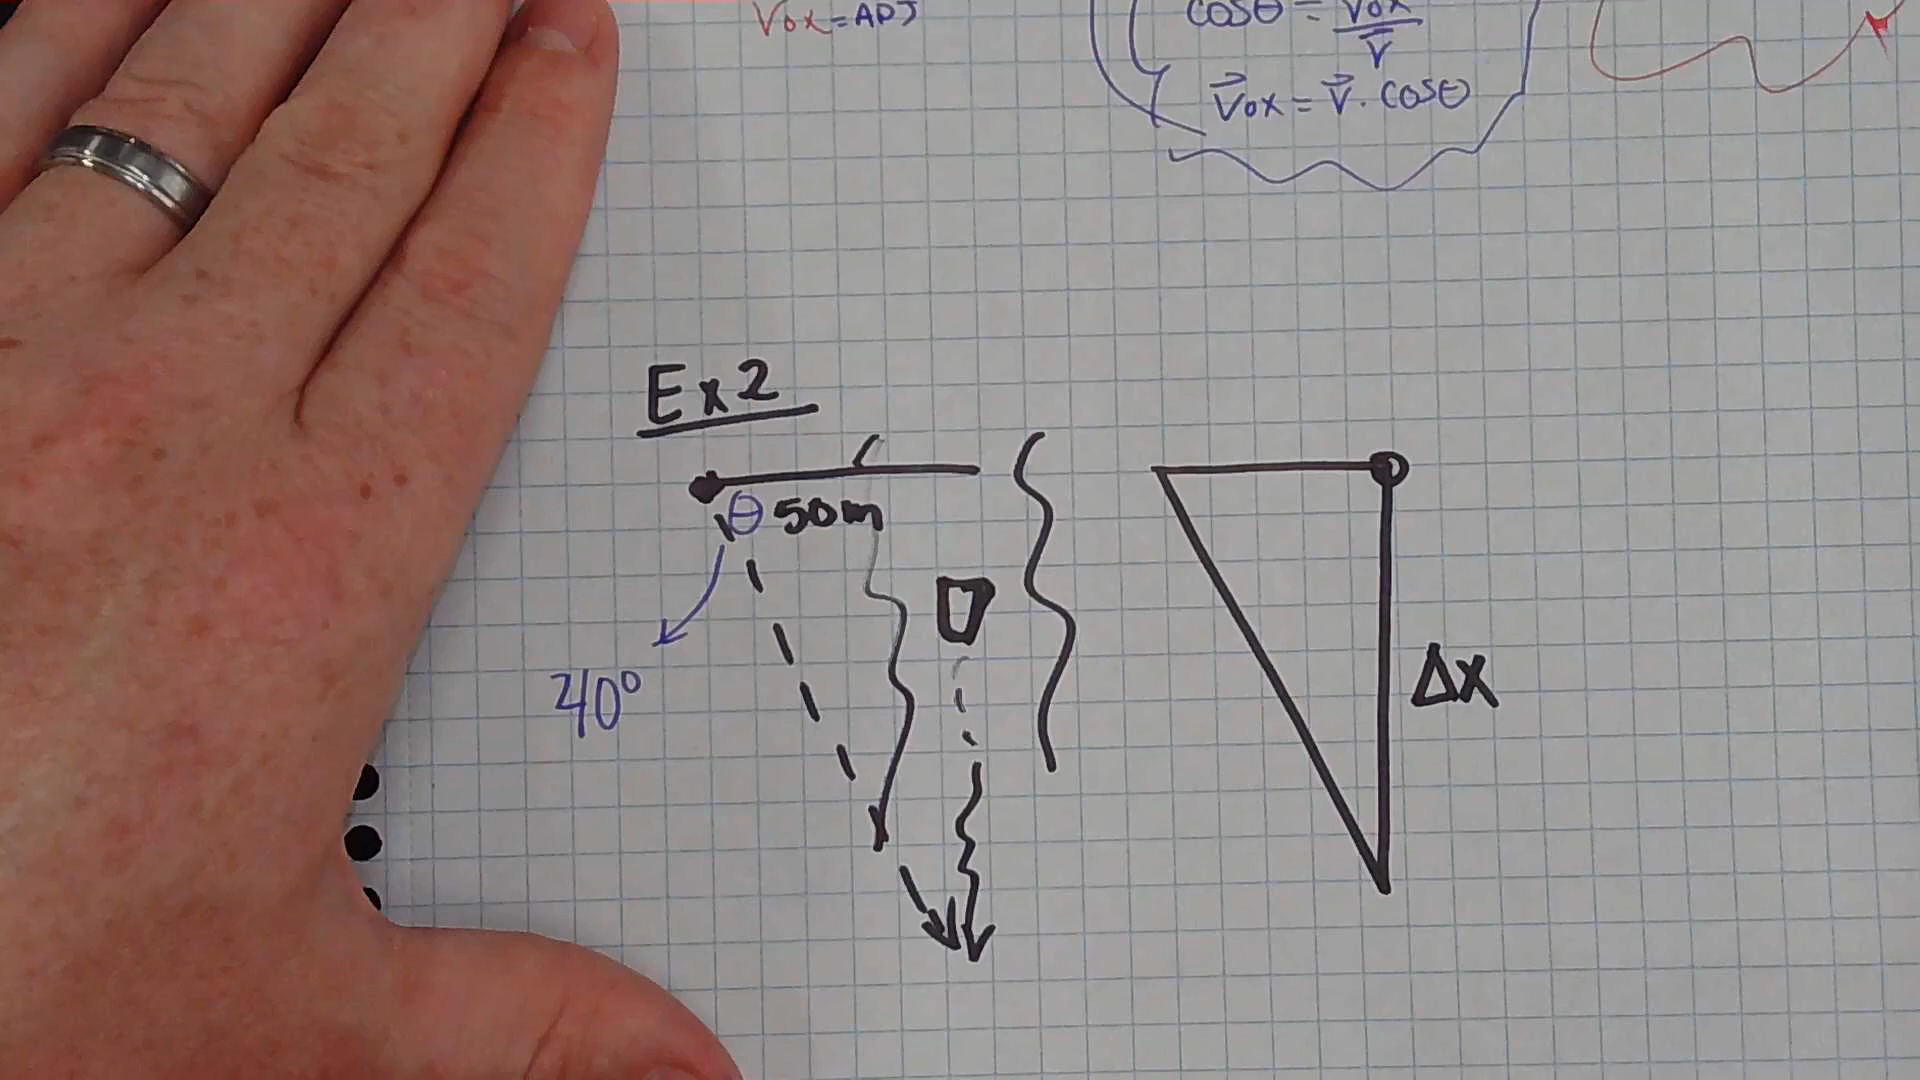 Vox = ADJ
cosθ = Vox / V
Vox = V · cosθ
Ex 2
θ 50m
40°
Δx